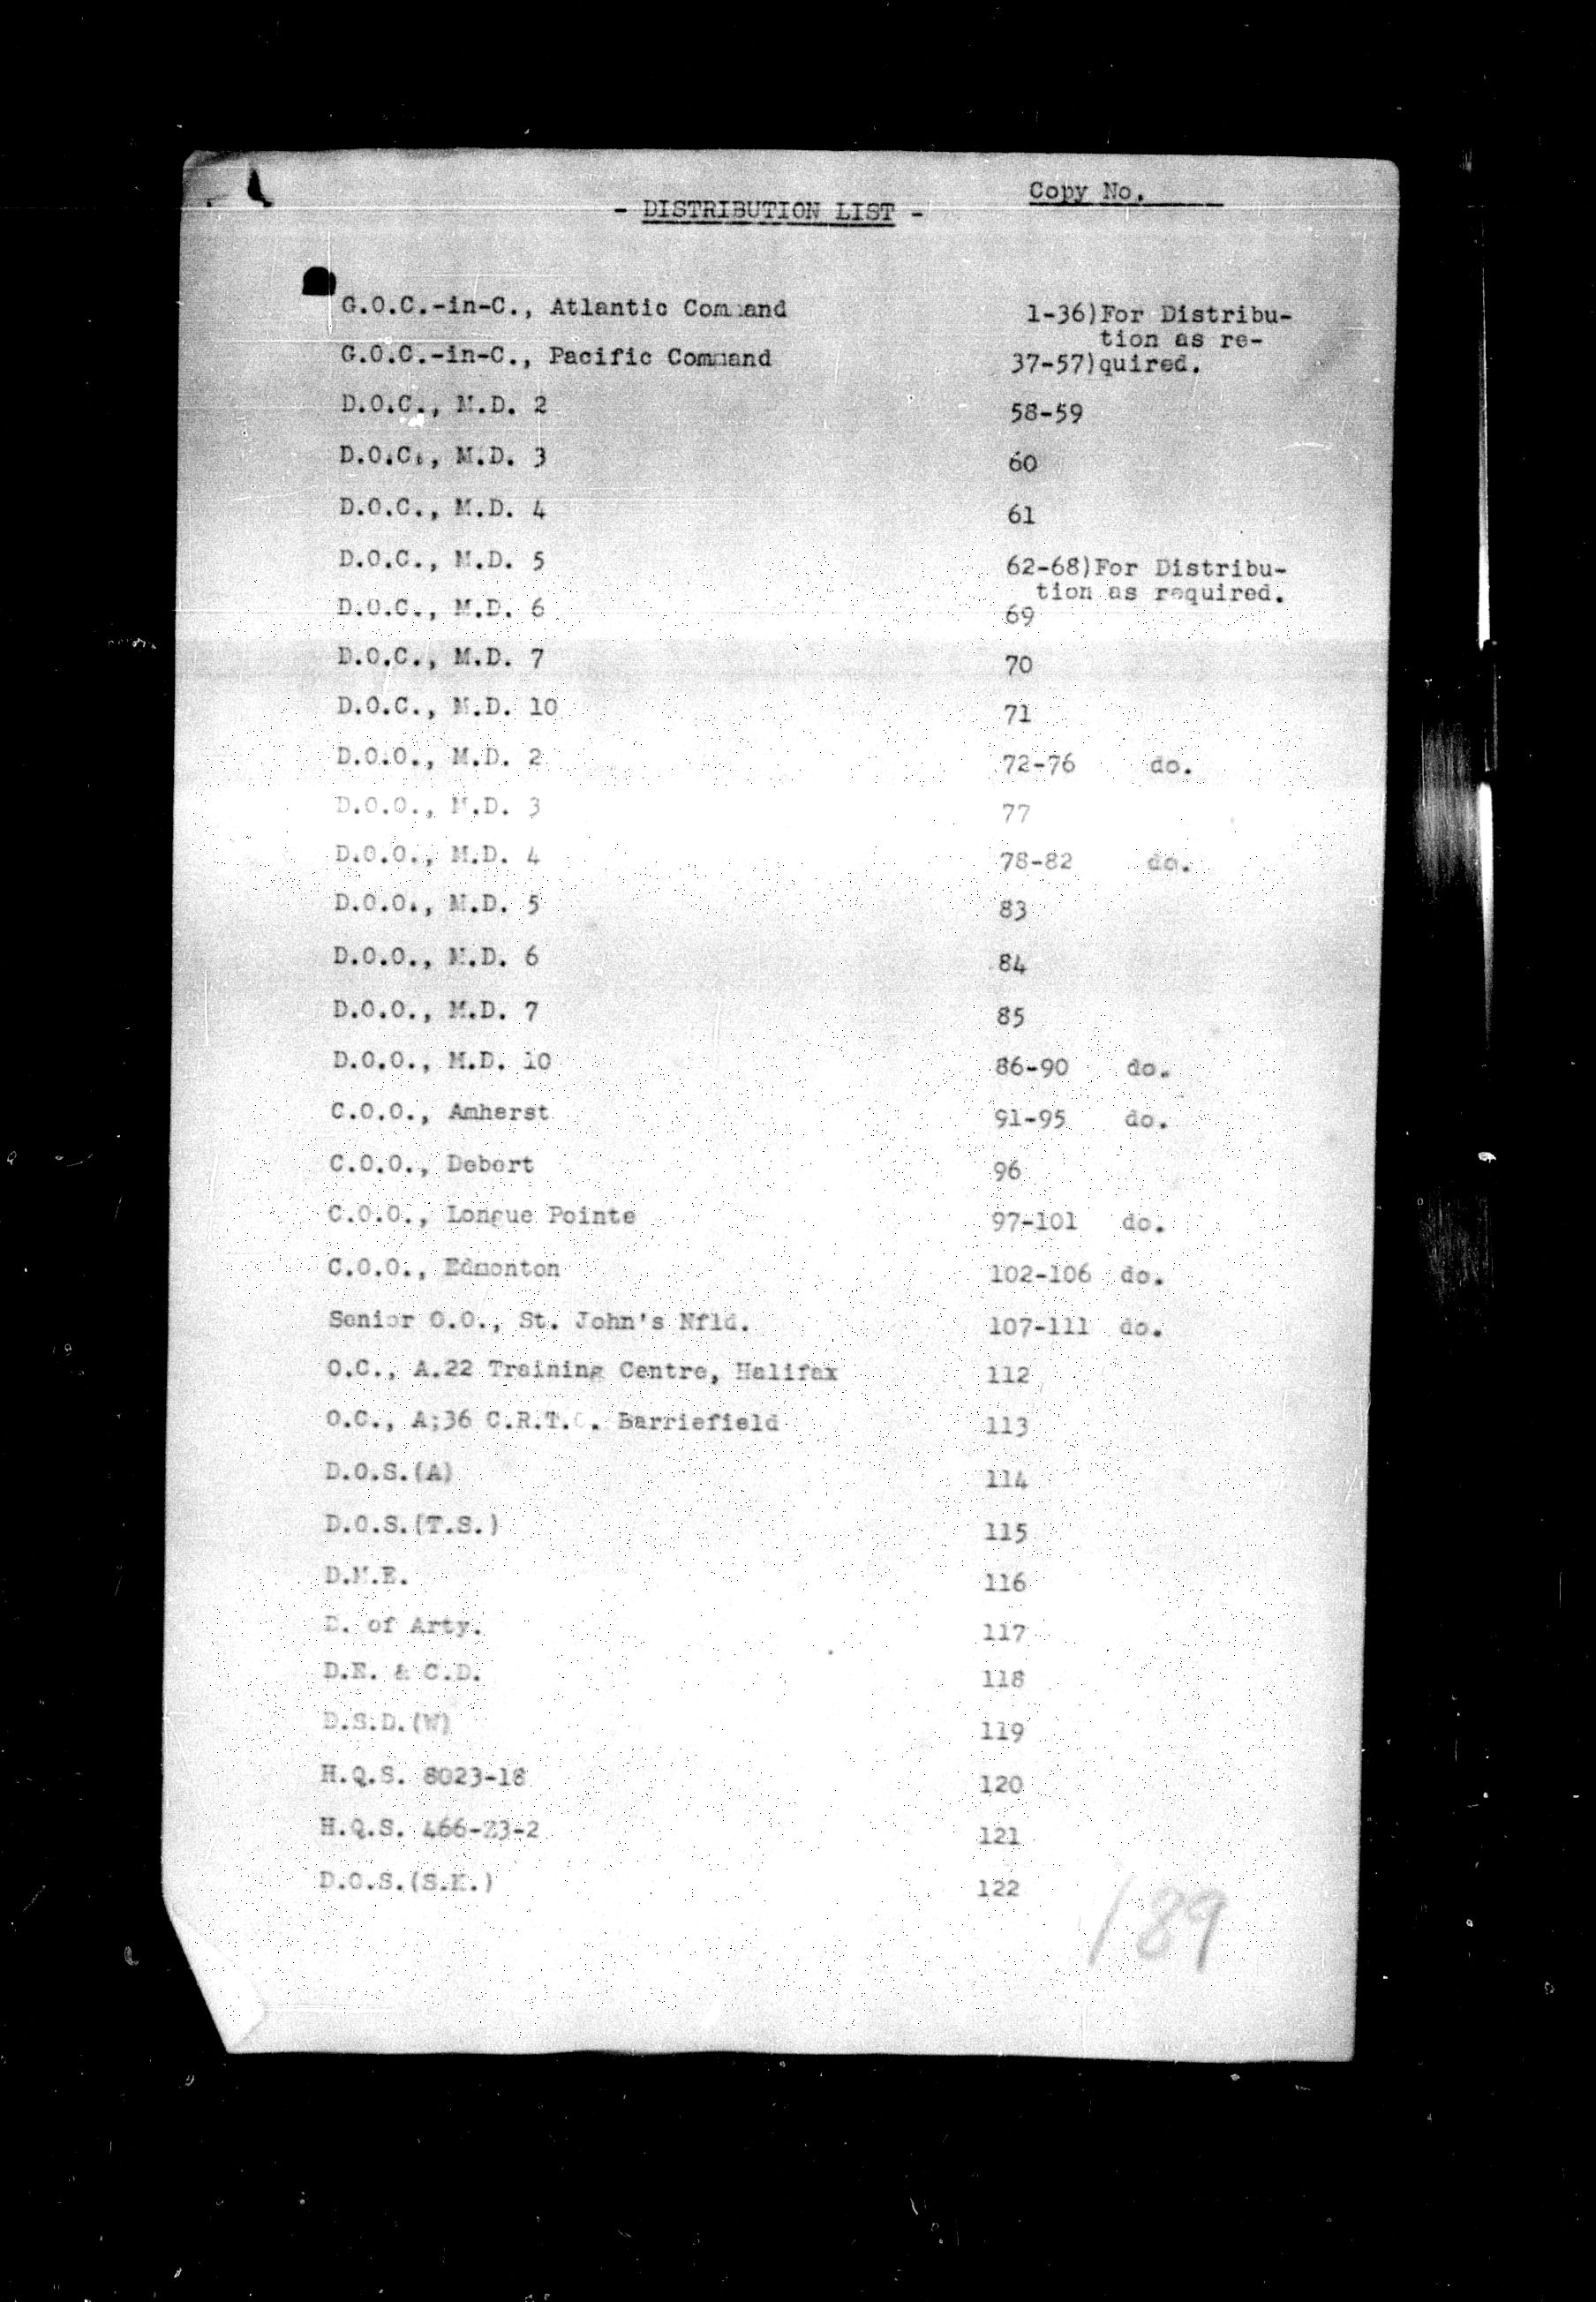 Copy No.
- DISTRIBUTION LIST -
G.O.C.-in-C., Atlantic Command 1-36)For Distribu-
tion as re-
G.O.C.-in-C., Pacific Command 37-57)quired.
D.O.C., M.D. 2 58-59
D.O.C., M.D. 3 60
D.O.C., M.D. 4 61
D.O.C., M.D. 5 62-68)For Distribu-
tion as required.
D.O.C., M.D. 6 69
D.O.C., M.D. 7 70
D.O.C., M.D. 10 71
D.O.O., M.D. 2 72-76 do.
D.O.O., M.D. 3 77
D.O.O., M.D. 4 78-82 do.
D.O.O., M.D. 5 83
D.O.O., M.D. 6 84
D.O.O., M.D. 7 85
D.O.O., M.D. 10 86-90 do.
C.O.O., Amherst 91-95 do.
C.O.O., Debert 96
C.O.O., Longue Pointe 97-101 do.
C.O.O., Edmonton 102-106 do.
Senior O.O., St. John's Nfld. 107-111 do.
O.C., A.22 Training Centre, Halifax 112
O.C., A;36 C.R.T.C. Barriefield 113
D.O.S.(A) 114
D.O.S.(T.S.) 115
D.M.E. 116
D. of Arty. 117
D.E. & C.D. 118
D.S.D.(W) 119
H.Q.S. 8023-18 120
H.Q.S. 466-Z3-2 121
D.O.S.(S.M.) 122
189